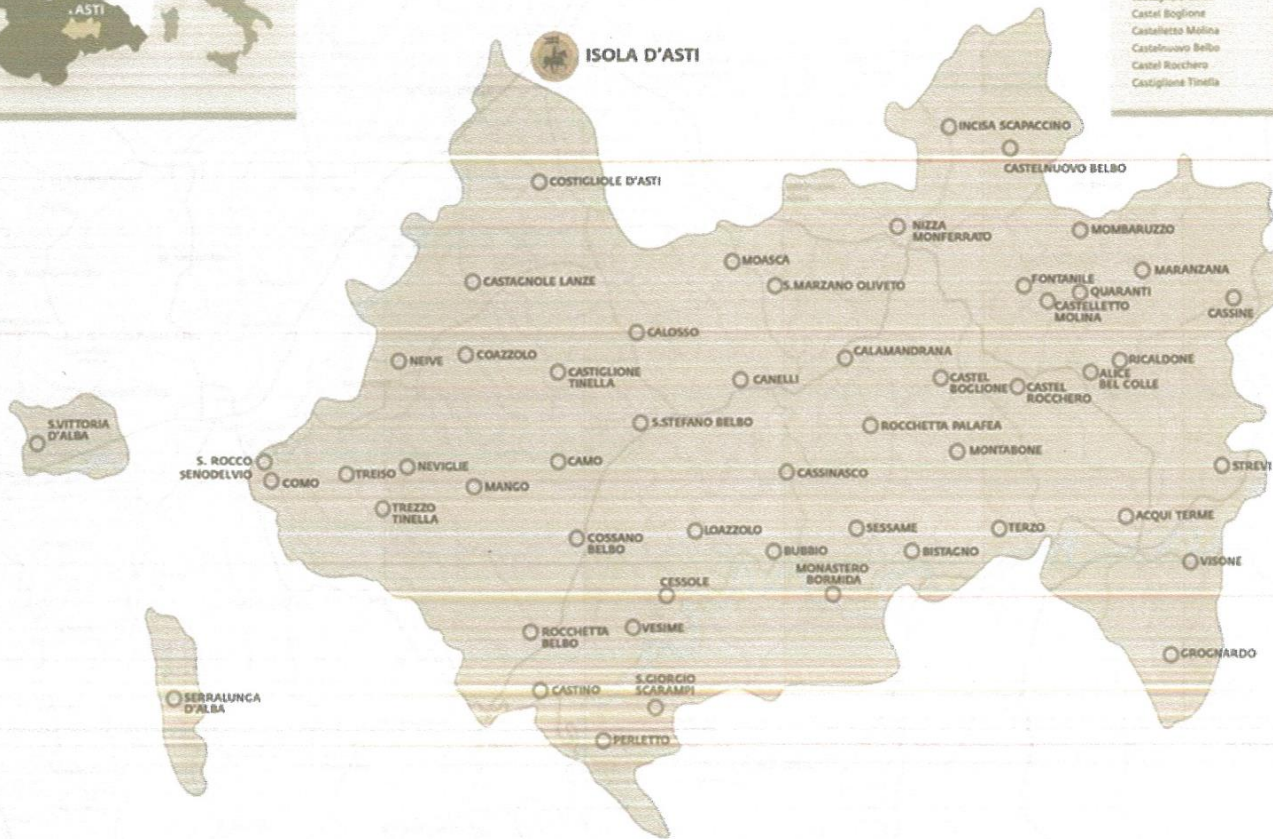 .ASTI
Castel Boglione
Castelletto Molina
Castelnuovo Belbo
Castel Rocchero
Castiglione Tinella
ISOLA D'ASTI
INCISA SCAPACCINO
CASTELNUOVO BELBO
COSTIGLIOLE D'ASTI
NIZZA
MONFERRATO
MOMBARUZZO
MOASCA
MARANZANA
CASTAGNOLE LANZE
S.MARZANO OLIVETO
FONTANILE
QUARANTI
CASTELLETTO
MOLINA
CASSINE
CALOSSO
NEIVE
COAZZOLO
CASTIGLIONE
TINELLA
CALAMANDRANA
CANELLI
CASTEL
BOGLIONE
CASTEL
ROCCHERO
RICALDONE
ALICE
BEL COLLE
S.VITTORIA
D'ALBA
S.STEFANO BELBO
ROCCHETTA PALAFEA
MONTABONE
S. ROCCO
SENODELVIO
COMO
TREISO
NEVIGLIE
CAMO
MANGO
CASSINASCO
STREVI
TREZZO
TINELLA
COSSANO
BELBO
LOAZZOLO
SESSAME
TERZO
ACQUI TERME
BUBBIO
BISTAGNO
VISONE
MONASTERO
BORMIDA
CESSOLE
ROCCHETTA
BELBO
VESIME
GROGNARDO
SERRALUNGA
D'ALBA
CASTINO
S.GIORGIO
SCARAMPI
PERLETTO